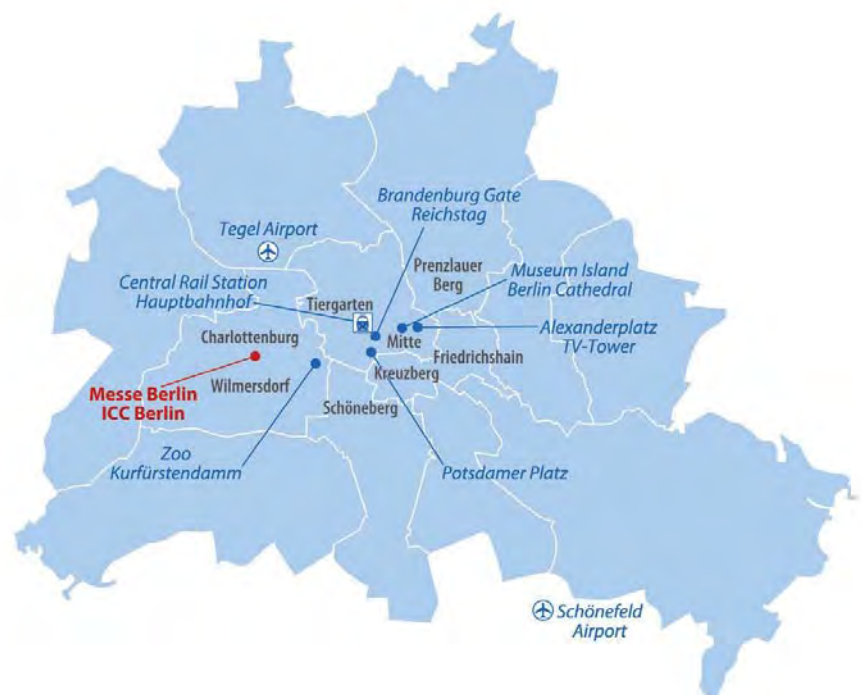 Brandenburg Gate
Reichstag
Tegel Airport
Prenzlauer
Berg
Museum Island
Berlin Cathedral
Central Rail Station
Hauptbahnhof
Tiergarten
Alexanderplatz
TV-Tower
Charlottenburg
Mitte
Friedrichshain
Kreuzberg
Messe Berlin
ICC Berlin
Wilmersdorf
Schöneberg
Zoo
Kurfürstendamm
Potsdamer Platz
Schönefeld
Airport